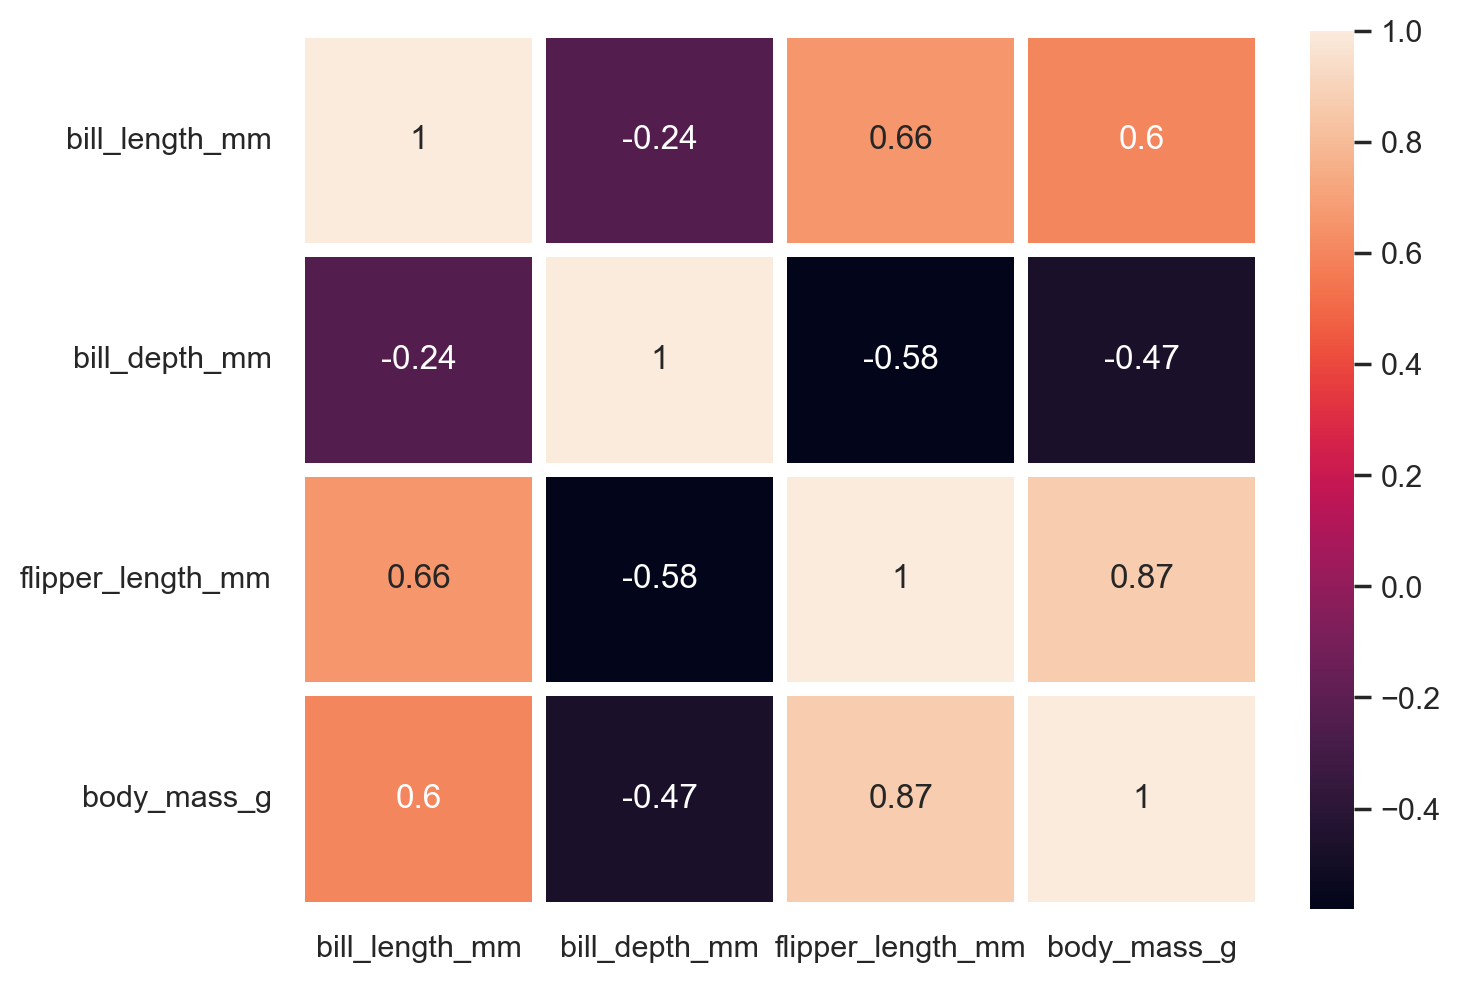 bill_length_mm 1 -0.24 0.66 0.6
bill_depth_mm -0.24 1 -0.58 -0.47
flipper_length_mm 0.66 -0.58 1 0.87
body_mass_g 0.6 -0.47 0.87 1
bill_length_mm bill_depth_mm flipper_length_mm body_mass_g
1.0
0.8
0.6
0.4
0.2
0.0
−0.2
−0.4